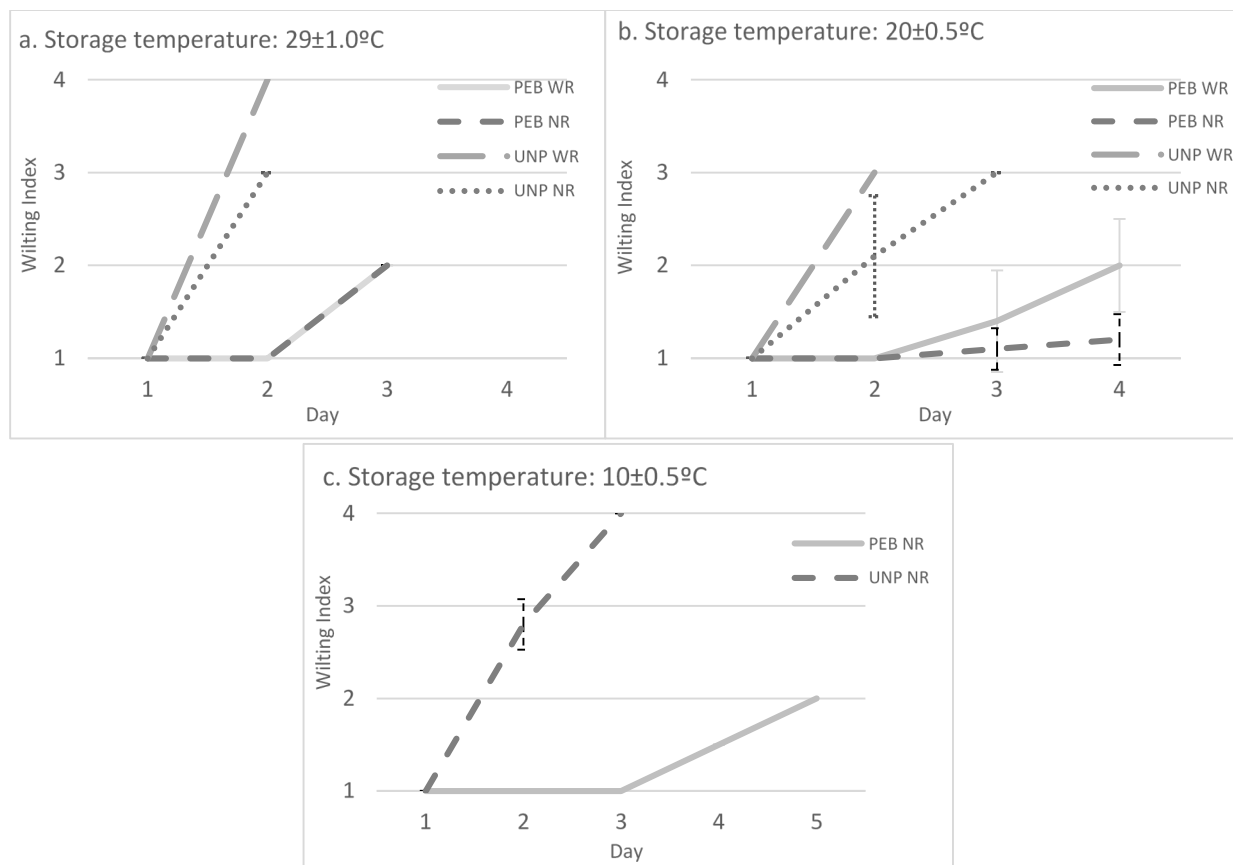 a. Storage temperature: 29±1.0ºC
4
3
2
1
Wilting Index
1 2 3 4
Day
PEB WR
PEB NR
UNP WR
UNP NR
b. Storage temperature: 20±0.5ºC
4
3
2
1
Wilting Index
1 2 3 4
Day
PEB WR
PEB NR
UNP WR
UNP NR
c. Storage temperature: 10±0.5ºC
4
3
2
1
Wilting Index
1 2 3 4 5
Day
PEB NR
UNP NR